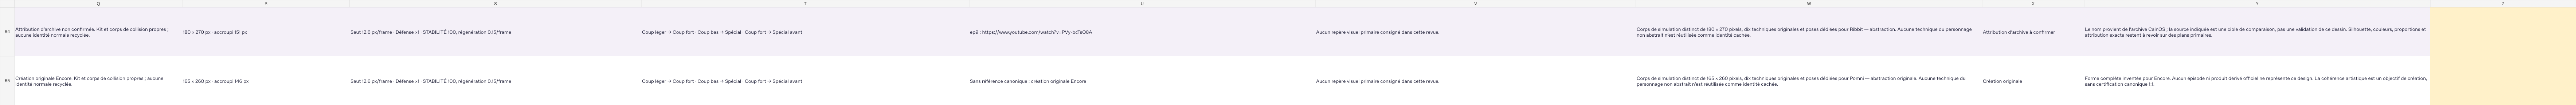 Q R S T U V W X Y Z
64
Attribution d'archive non confirmée. Kit et corps de collision propres ;
aucune identité normale recyclée.
180 × 270 px · accroupi 151 px
Saut 12.6 px/frame · Défense ×1 · STABILITÉ 100, régénération 0.15/frame
Coup léger → Coup fort · Coup bas → Spécial · Coup fort → Spécial avant
ep9 : https://www.youtube.com/watch?v=PVy-bcTaOBA
Aucun repère visuel primaire consigné dans cette revue.
Corps de simulation distinct de 180 × 270 pixels, dix techniques originales et poses dédiées pour Ribbit — abstraction. Aucune technique du personnage
non abstrait n'est réutilisée comme identité cachée.
Attribution d'archive à confirmer
Le nom provient de l'archive CainOS ; la source indiquée est une cible de comparaison, pas une validation de ce dessin. Silhouette, couleurs, proportions et
attribution exacte restent à revoir sur des plans primaires.
65
Création originale Encore. Kit et corps de collision propres ; aucune
identité normale recyclée.
165 × 260 px · accroupi 146 px
Saut 12.6 px/frame · Défense ×1 · STABILITÉ 100, régénération 0.15/frame
Coup léger → Coup fort · Coup bas → Spécial · Coup fort → Spécial avant
Sans référence canonique : création originale Encore
Aucun repère visuel primaire consigné dans cette revue.
Corps de simulation distinct de 165 × 260 pixels, dix techniques originales et poses dédiées pour Pomni — abstraction originale. Aucune technique du
personnage non abstrait n'est réutilisée comme identité cachée.
Création originale
Forme complète inventée pour Encore. Aucun épisode ni produit dérivé officiel ne représente ce design. La cohérence artistique est un objectif de création,
sans certification canonique 1:1.